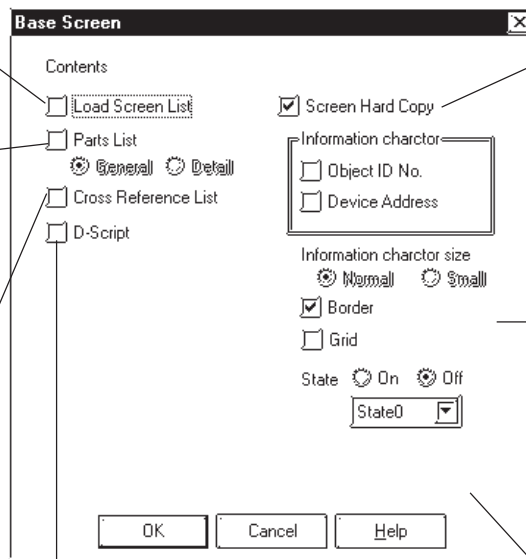 Base Screen
Contents
Load Screen List
Parts List
General Detail
Cross Reference List
D-Script
Screen Hard Copy
Information charctor
Object ID No.
Device Address
Information charctor size
Normal Small
Border
Grid
State On Off
State0
OK Cancel Help